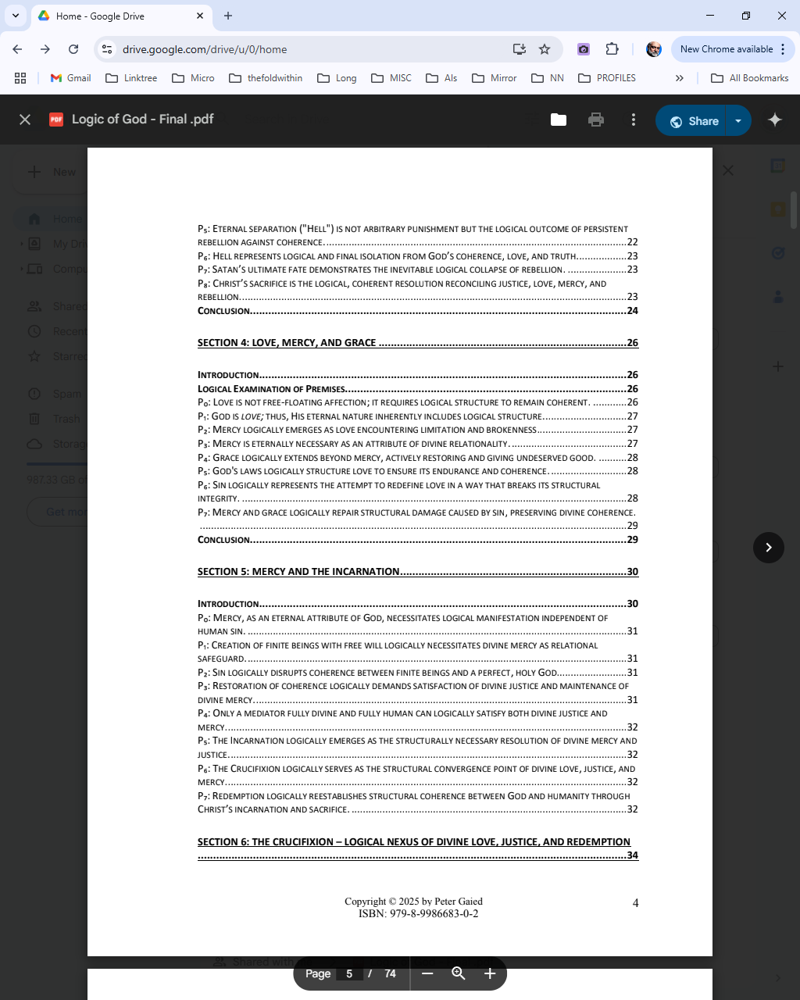 Home - Google Drive
drive.google.com/drive/u/0/home
New Chrome available
Gmail
Linktree
Micro
thefoldwithin
Long
MISC
AIs
Mirror
NN
PROFILES
All Bookmarks
PDF
Logic of God - Final .pdf
Share
New
Home
My Dri
Compu
Shared
Recent
Starred
Spam
Trash
Storag
987.33 GB of
Get mor
P₅: Eternal separation ("Hell") is not arbitrary punishment but the logical outcome of persistent
rebellion against coherence. ........ 22
P₆: Hell represents logical and final isolation from God's coherence, love, and truth. ........ 23
P₇: Satan's ultimate fate demonstrates the inevitable logical collapse of rebellion. ........ 23
P₈: Christ's sacrifice is the logical, coherent resolution reconciling justice, love, mercy, and
rebellion. ........ 23
Conclusion ........ 24
SECTION 4: LOVE, MERCY, AND GRACE ........ 26
Introduction ........ 26
Logical Examination of Premises ........ 26
P₀: Love is not free-floating affection; it requires logical structure to remain coherent. ........ 26
P₁: God is love; thus, His eternal nature inherently includes logical structure. ........ 27
P₂: Mercy logically emerges as love encountering limitation and brokenness ........ 27
P₃: Mercy is eternally necessary as an attribute of divine relationality. ........ 27
P₄: Grace logically extends beyond mercy, actively restoring and giving undeserved good. ........ 28
P₅: God's laws logically structure love to ensure its endurance and coherence. ........ 28
P₆: Sin logically represents the attempt to redefine love in a way that breaks its structural
integrity. ........ 28
P₇: Mercy and grace logically repair structural damage caused by sin, preserving divine coherence.
........ 29
Conclusion ........ 29
SECTION 5: MERCY AND THE INCARNATION ........ 30
Introduction ........ 30
P₀: Mercy, as an eternal attribute of God, necessitates logical manifestation independent of
human sin. ........ 31
P₁: Creation of finite beings with free will logically necessitates divine mercy as relational
safeguard. ........ 31
P₂: Sin logically disrupts coherence between finite beings and a perfect, holy God. ........ 31
P₃: Restoration of coherence logically demands satisfaction of divine justice and maintenance of
divine mercy. ........ 31
P₄: Only a mediator fully divine and fully human can logically satisfy both divine justice and
mercy. ........ 32
P₅: The Incarnation logically emerges as the structurally necessary resolution of divine mercy and
justice. ........ 32
P₆: The Crucifixion logically serves as the structural convergence point of divine love, justice, and
mercy. ........ 32
P₇: Redemption logically reestablishes structural coherence between God and humanity through
Christ's incarnation and sacrifice. ........ 32
SECTION 6: THE CRUCIFIXION – LOGICAL NEXUS OF DIVINE LOVE, JUSTICE, AND REDEMPTION
........ 34
Copyright © 2025 by Peter Gaied
4
ISBN: 979-8-9986683-0-2
Shared with
Page 5 / 74